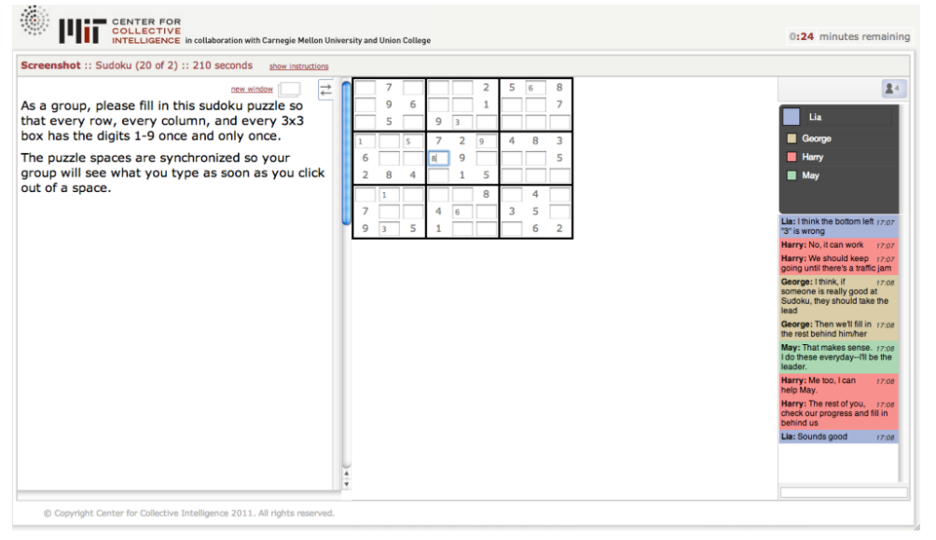 MIT CENTER FOR
COLLECTIVE
INTELLIGENCE in collaboration with Carnegie Mellon University and Union College
0:24 minutes remaining
Screenshot :: Sudoku (20 of 2) :: 210 seconds show instructions
new window
As a group, please fill in this sudoku puzzle so
that every row, every column, and every 3x3
box has the digits 1-9 once and only once.
The puzzle spaces are synchronized so your
group will see what you type as soon as you click
out of a space.
7 2 5 6 8
9 6 1 7
5 9 3
1 5 7 2 9 4 8 3
6 8 9 5
2 8 4 1 5
1 8 4
7 4 6 3 5
9 3 5 1 6 2
4
Lia
George
Harry
May
Lia: I think the bottom left 17:07
"3" is wrong
Harry: No, it can work 17:07
Harry: We should keep 17:07
going until there's a traffic jam
George: I think, if 17:08
someone is really good at
Sudoku, they should take the
lead
George: Then we'll fill in 17:08
the rest behind him/her
May: That makes sense. 17:08
I do these everyday--I'll be the
leader.
Harry: Me too, I can 17:08
help May.
Harry: The rest of you, 17:08
check our progress and fill in
behind us
Lia: Sounds good 17:08
© Copyright Center for Collective Intelligence 2011. All rights reserved.